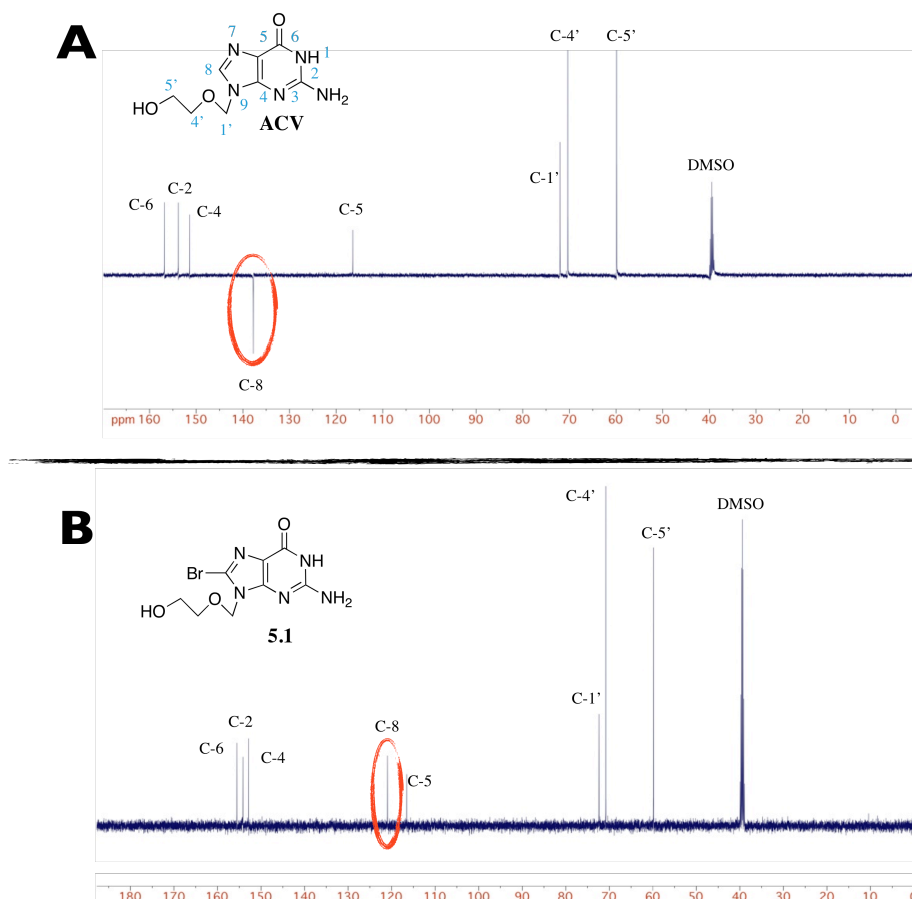 A
O
7
5
6
NH
1
N
8
2
N
9
4
N
3
NH2
5'
HO
O
4'
1'
ACV
C-4'
C-5'
C-6
C-2
C-4
C-5
C-1'
DMSO
C-8
ppm 160 150 140 130 120 110 100 90 80 70 60 50 40 30 20 10 0
B
O
N
NH
Br
N
N
NH2
HO
O
5.1
C-4'
DMSO
C-5'
C-1'
C-8
C-2
C-6
C-4
C-5
180 170 160 150 140 130 120 110 100 90 80 70 60 50 40 30 20 10